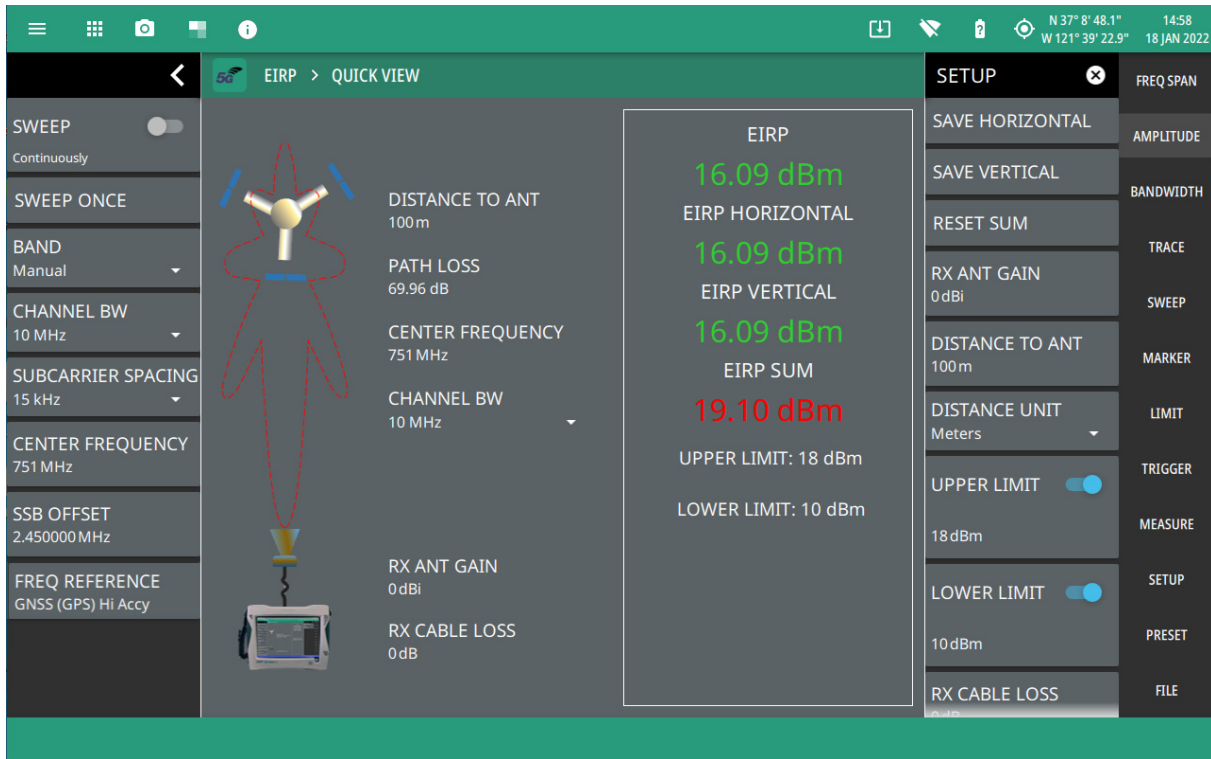 N 37° 8' 48.1"
W 121° 39' 22.9"
14:58
18 JAN 2022
5G
EIRP > QUICK VIEW
SWEEP
Continuously
SWEEP ONCE
BAND
Manual
CHANNEL BW
10 MHz
SUBCARRIER SPACING
15 kHz
CENTER FREQUENCY
751 MHz
SSB OFFSET
2.450000 MHz
FREQ REFERENCE
GNSS (GPS) Hi Accy
DISTANCE TO ANT
100 m
PATH LOSS
69.96 dB
CENTER FREQUENCY
751 MHz
CHANNEL BW
10 MHz
RX ANT GAIN
0 dBi
RX CABLE LOSS
0 dB
EIRP
16.09 dBm
EIRP HORIZONTAL
16.09 dBm
EIRP VERTICAL
16.09 dBm
EIRP SUM
19.10 dBm
UPPER LIMIT: 18 dBm
LOWER LIMIT: 10 dBm
SETUP
SAVE HORIZONTAL
SAVE VERTICAL
RESET SUM
RX ANT GAIN
0 dBi
DISTANCE TO ANT
100 m
DISTANCE UNIT
Meters
UPPER LIMIT
18 dBm
LOWER LIMIT
10 dBm
RX CABLE LOSS
FREQ SPAN
AMPLITUDE
BANDWIDTH
TRACE
SWEEP
MARKER
LIMIT
TRIGGER
MEASURE
SETUP
PRESET
FILE